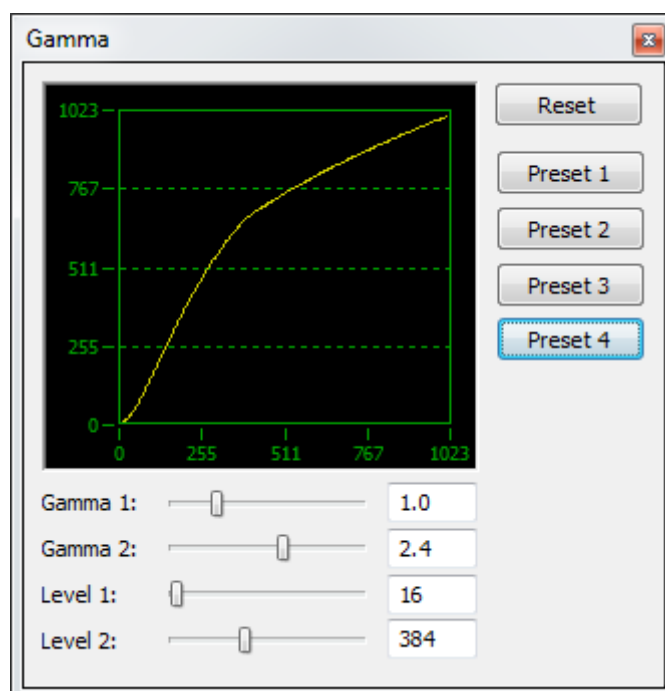 Gamma
1023
767
511
255
0
0 255 511 767 1023
Reset
Preset 1
Preset 2
Preset 3
Preset 4
Gamma 1: 1.0
Gamma 2: 2.4
Level 1: 16
Level 2: 384